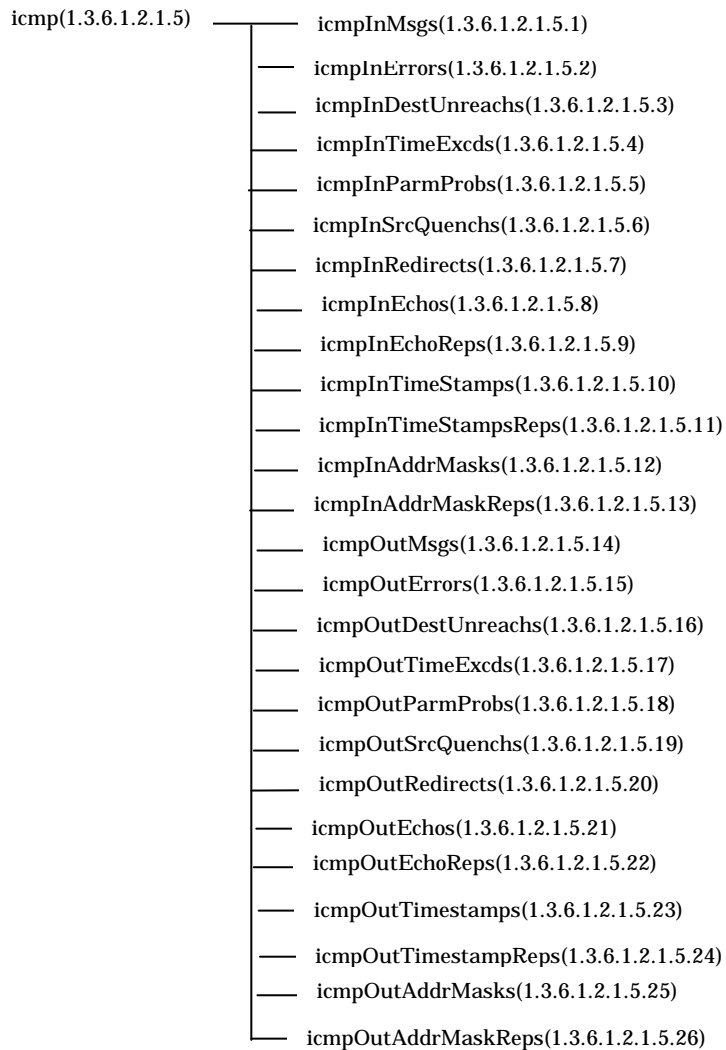 icmp(1.3.6.1.2.1.5)
icmpInMsgs(1.3.6.1.2.1.5.1)
icmpInErrors(1.3.6.1.2.1.5.2)
icmpInDestUnreachs(1.3.6.1.2.1.5.3)
icmpInTimeExcds(1.3.6.1.2.1.5.4)
icmpInParmProbs(1.3.6.1.2.1.5.5)
icmpInSrcQuenchs(1.3.6.1.2.1.5.6)
icmpInRedirects(1.3.6.1.2.1.5.7)
icmpInEchos(1.3.6.1.2.1.5.8)
icmpInEchoReps(1.3.6.1.2.1.5.9)
icmpInTimeStamps(1.3.6.1.2.1.5.10)
icmpInTimeStampsReps(1.3.6.1.2.1.5.11)
icmpInAddrMasks(1.3.6.1.2.1.5.12)
icmpInAddrMaskReps(1.3.6.1.2.1.5.13)
icmpOutMsgs(1.3.6.1.2.1.5.14)
icmpOutErrors(1.3.6.1.2.1.5.15)
icmpOutDestUnreachs(1.3.6.1.2.1.5.16)
icmpOutTimeExcds(1.3.6.1.2.1.5.17)
icmpOutParmProbs(1.3.6.1.2.1.5.18)
icmpOutSrcQuenchs(1.3.6.1.2.1.5.19)
icmpOutRedirects(1.3.6.1.2.1.5.20)
icmpOutEchos(1.3.6.1.2.1.5.21)
icmpOutEchoReps(1.3.6.1.2.1.5.22)
icmpOutTimestamps(1.3.6.1.2.1.5.23)
icmpOutTimestampReps(1.3.6.1.2.1.5.24)
icmpOutAddrMasks(1.3.6.1.2.1.5.25)
icmpOutAddrMaskReps(1.3.6.1.2.1.5.26)